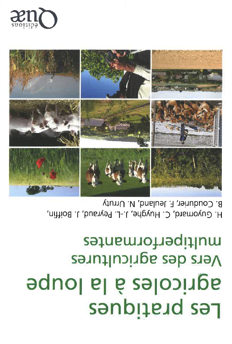 Les pratiques
agricoles à la loupe
Vers des agricultures
multiperformantes
H. Guyomard, C. Huyghe, J.-L. Peyraud, J. Boiffin,
B. Coudurier, F. Jeuland, N. Urruty
éditions
Quæ